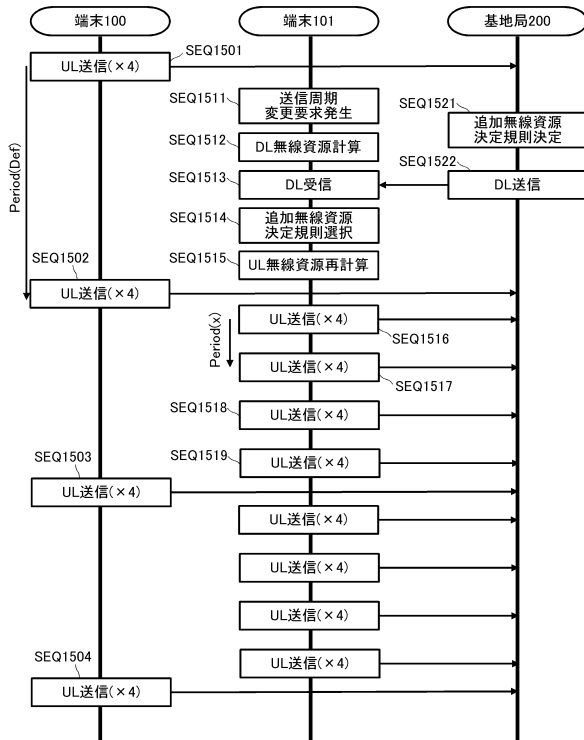 端末100
端末101
基地局200
SEQ1501
UL送信(×4)
SEQ1511
送信周期
変更要求発生
SEQ1521
追加無線資源
決定規則決定
SEQ1512
DL無線資源計算
SEQ1522
SEQ1513
DL受信
DL送信
Period(Def)
SEQ1514
追加無線資源
決定規則選択
SEQ1502
SEQ1515
UL無線資源再計算
UL送信(×4)
UL送信(×4)
Period(x)
SEQ1516
UL送信(×4)
SEQ1517
SEQ1518
UL送信(×4)
SEQ1503
SEQ1519
UL送信(×4)
UL送信(×4)
UL送信(×4)
UL送信(×4)
UL送信(×4)
SEQ1504
UL送信(×4)
UL送信(×4)